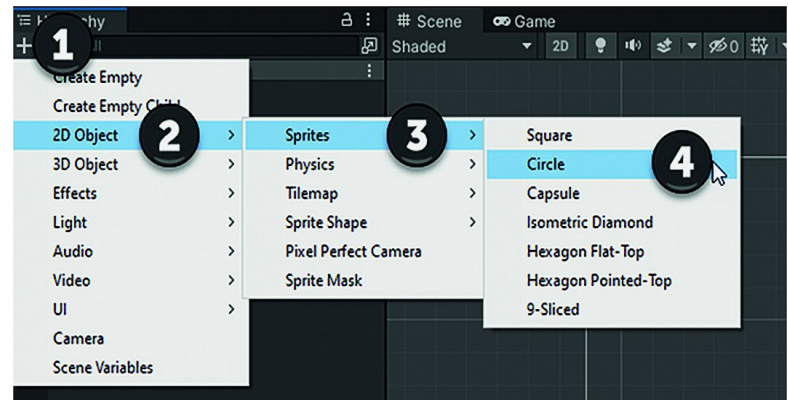 Scene Game
Shaded 2D 0
1
Create Empty
Create Empty
2D Object 2 Sprites 3 Square
3D Object Physics Circle 4
Effects Tilemap Capsule
Light Sprite Shape Isometric Diamond
Audio Pixel Perfect Camera Hexagon Flat-Top
Video Sprite Mask Hexagon Pointed-Top
UI 9-Sliced
Camera
Scene Variables